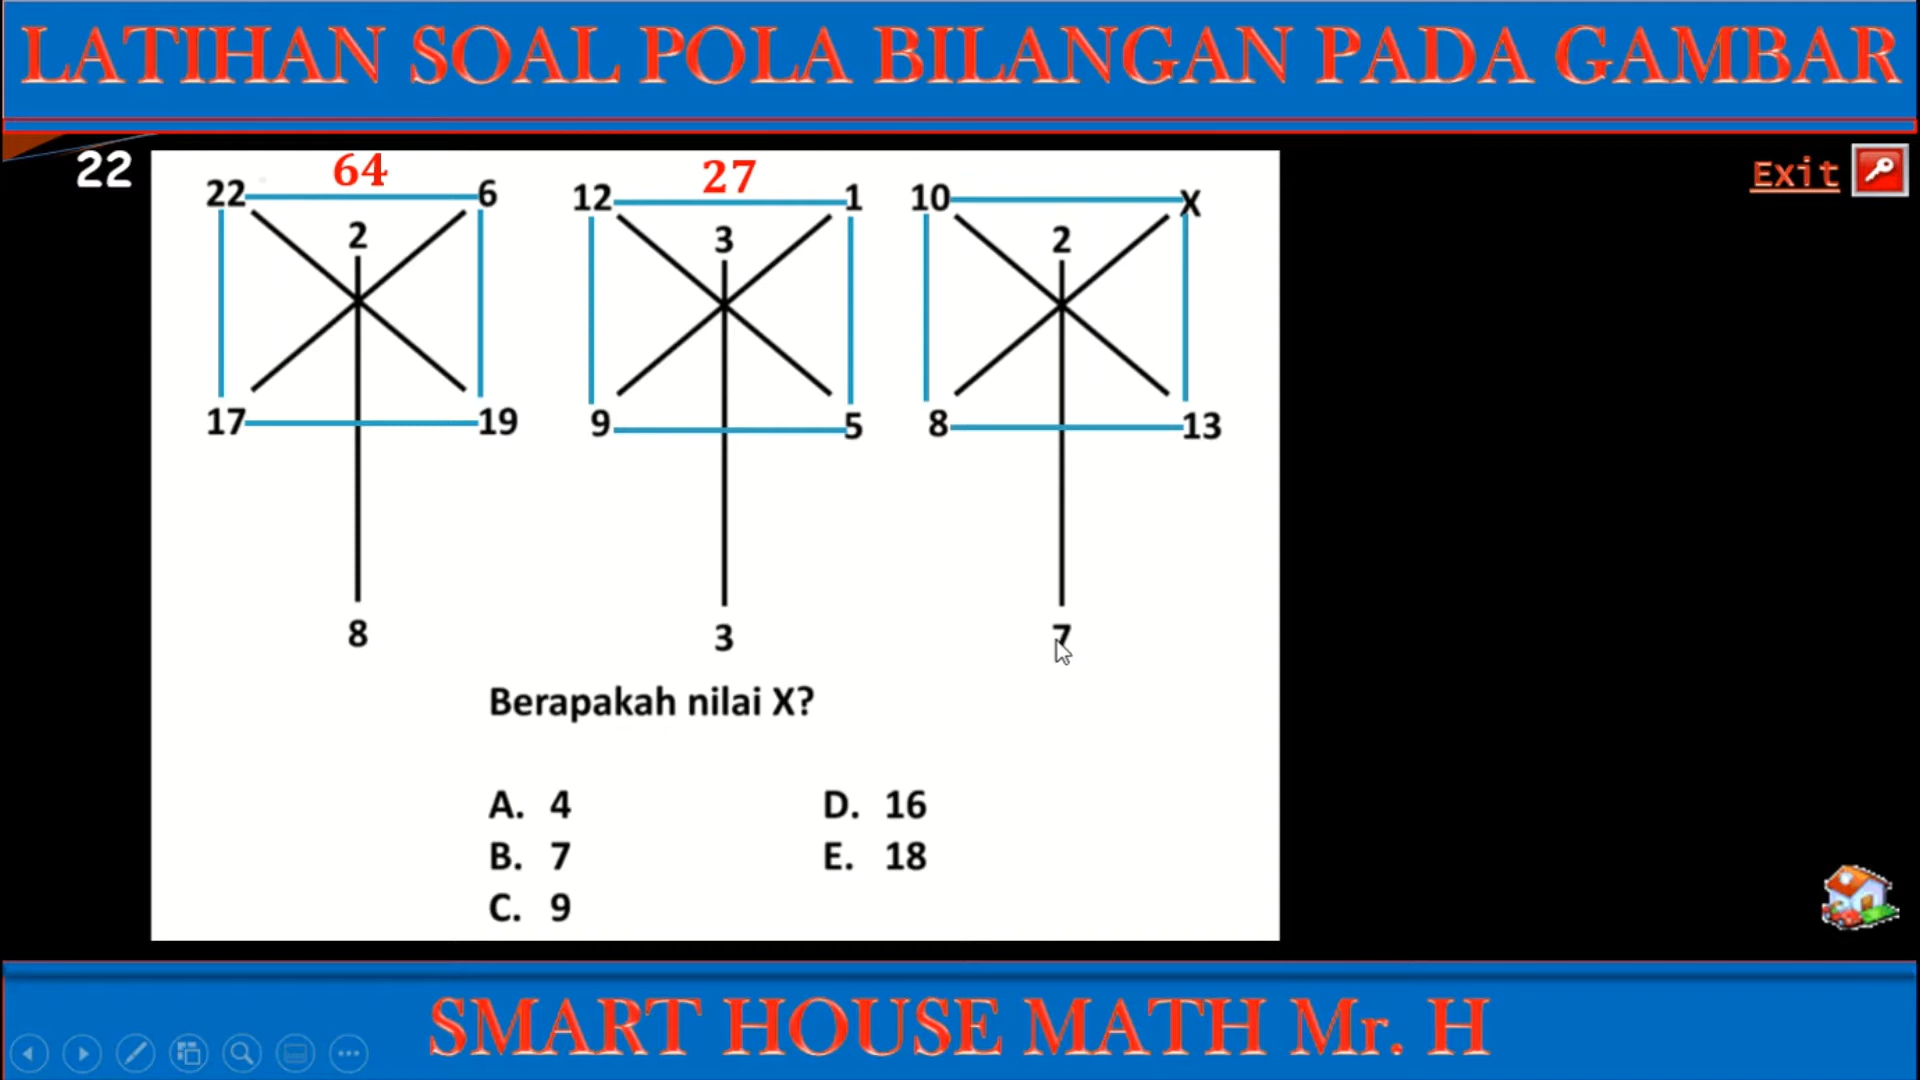 LATIHAN SOAL POLA BILANGAN PADA GAMBAR
22
Exit
64 27
22 6 12 1 10 X
2 3 2
17 19 9 5 8 13
8 3 7
Berapakah nilai X?
A. 4 D. 16
B. 7 E. 18
C. 9
SMART HOUSE MATH Mr. H